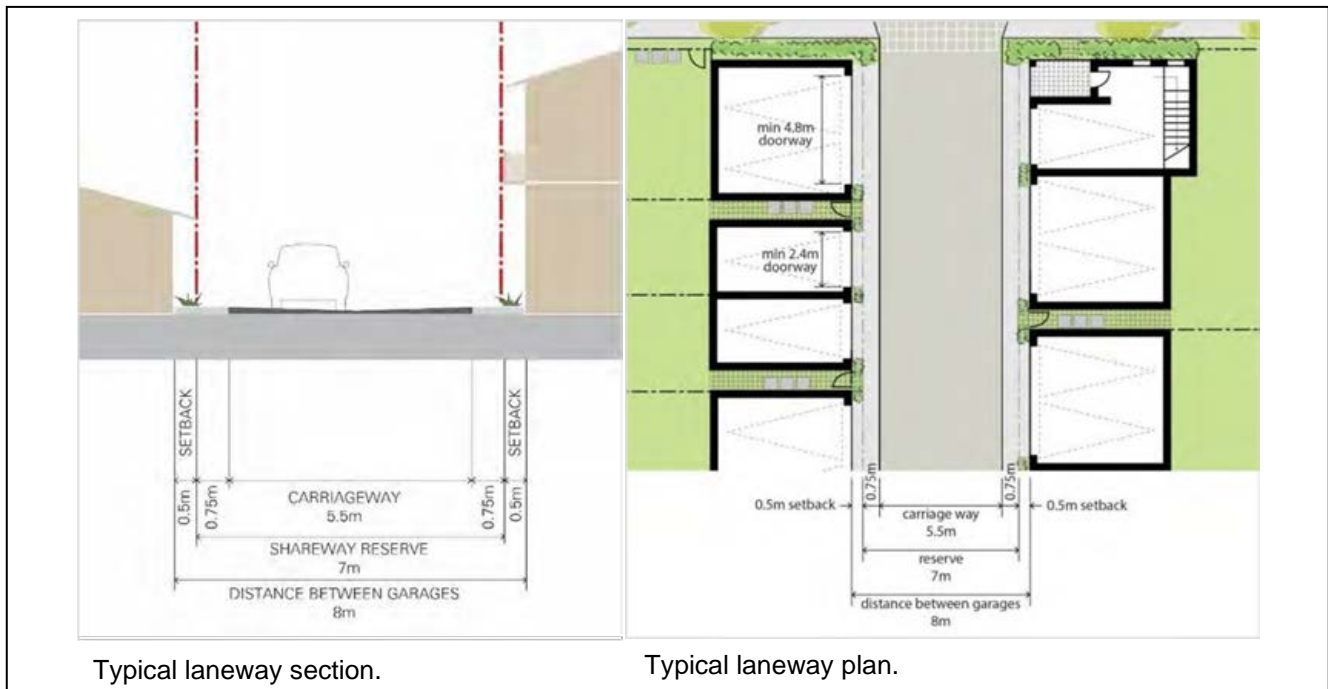 SETBACK
SETBACK
0.5m
0.75m
CARRIAGEWAY
5.5m
0.75m
0.5m
SHAREWAY RESERVE
7m
DISTANCE BETWEEN GARAGES
8m
Typical laneway section.
min 4.8m
doorway
min 2.4m
doorway
0.75m
0.75m
0.5m setback
carriage way
5.5m
0.5m setback
reserve
7m
distance between garages
8m
Typical laneway plan.